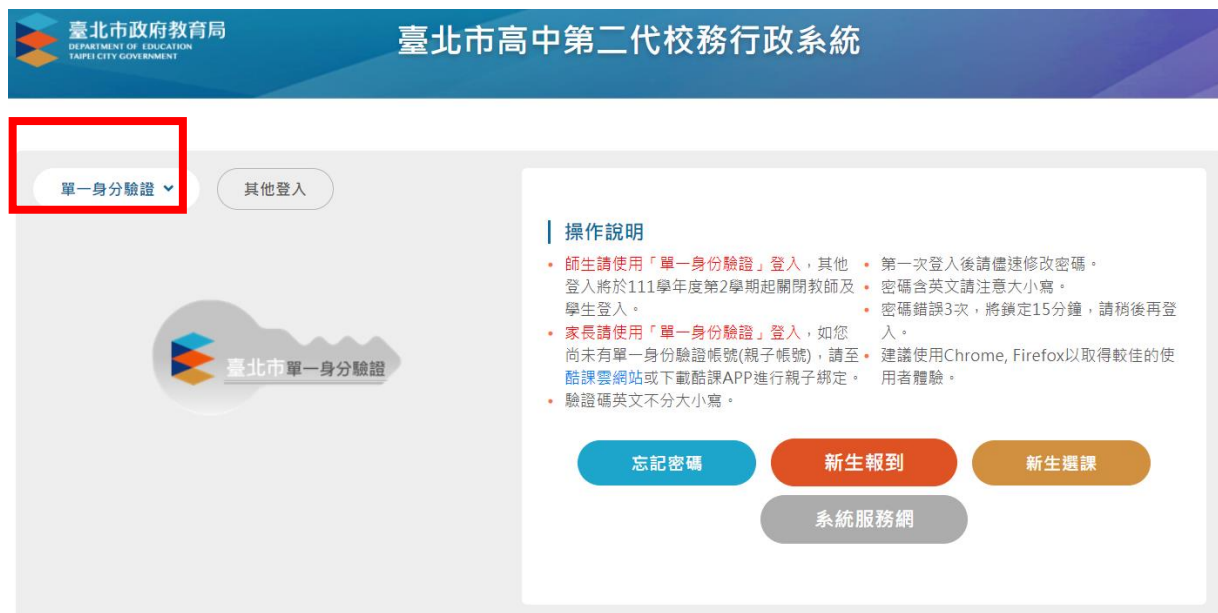 臺北市政府教育局
DEPARTMENT OF EDUCATION
TAIPEI CITY GOVERNMENT
臺北市高中第二代校務行政系統
單一身分驗證
其他登入
臺北市單一身分驗證
操作說明
師生請使用「單一身份驗證」登入，其他
登入將於111學年度第2學期起關閉教師及
學生登入。
家長請使用「單一身份驗證」登入，如您
尚未有單一身份驗證帳號(親子帳號)，請至
酷課雲網站或下載酷課APP進行親子綁定。
驗證碼英文不分大小寫。
第一次登入後請儘速修改密碼。
密碼含英文請注意大小寫。
密碼錯誤3次，將鎖定15分鐘，請稍後再登
入。
建議使用Chrome, Firefox以取得較佳的使
用者體驗。
忘記密碼
新生報到
新生選課
系統服務網